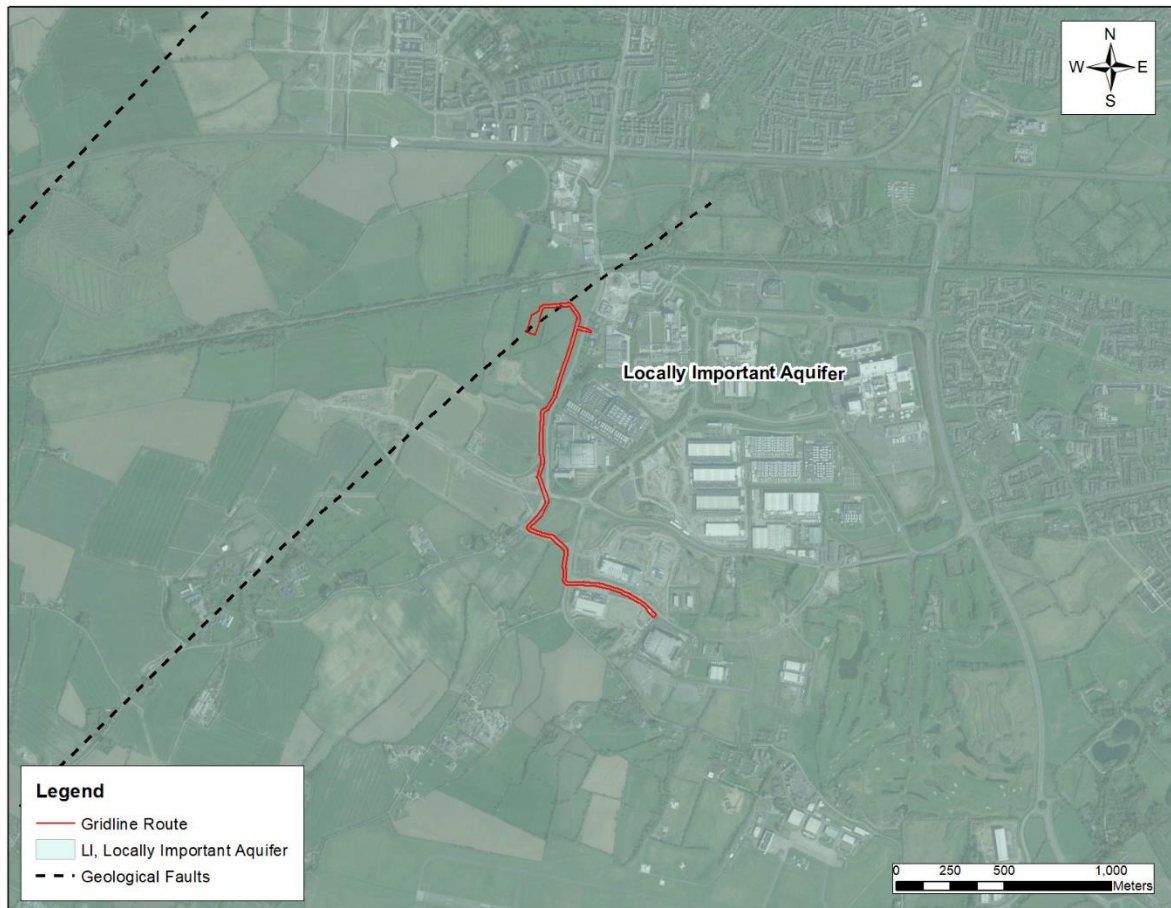 N
W E
S
Locally Important Aquifer
Legend
Gridline Route
LI, Locally Important Aquifer
Geological Faults
0 250 500 1,000
Meters